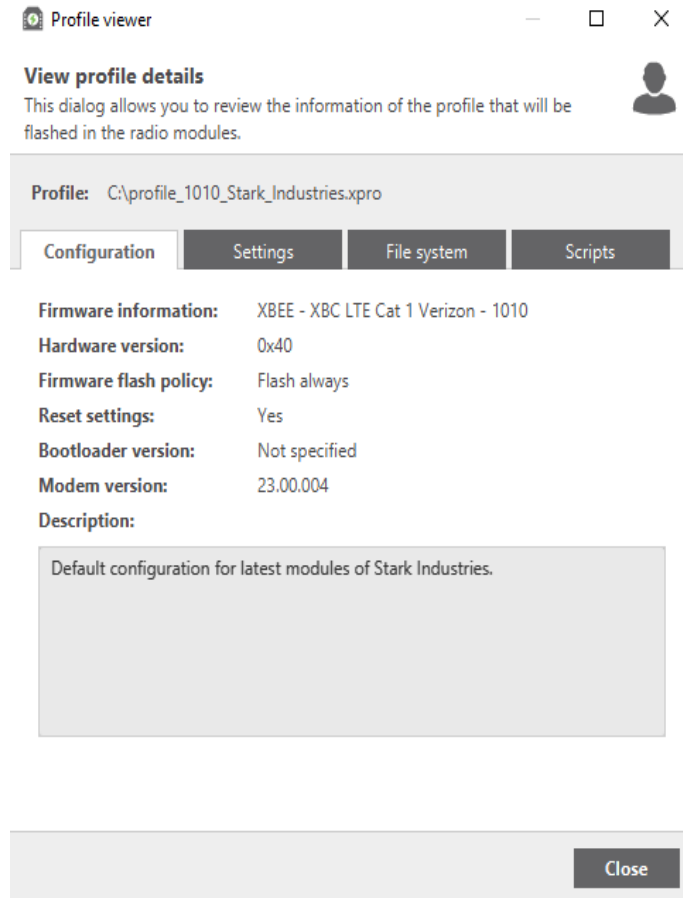 Profile viewer
View profile details
This dialog allows you to review the information of the profile that will be
flashed in the radio modules.
Profile: C:\profile_1010_Stark_Industries.xpro
Configuration Settings File system Scripts
Firmware information: XBEE - XBC LTE Cat 1 Verizon - 1010
Hardware version: 0x40
Firmware flash policy: Flash always
Reset settings: Yes
Bootloader version: Not specified
Modem version: 23.00.004
Description:
Default configuration for latest modules of Stark Industries.
Close